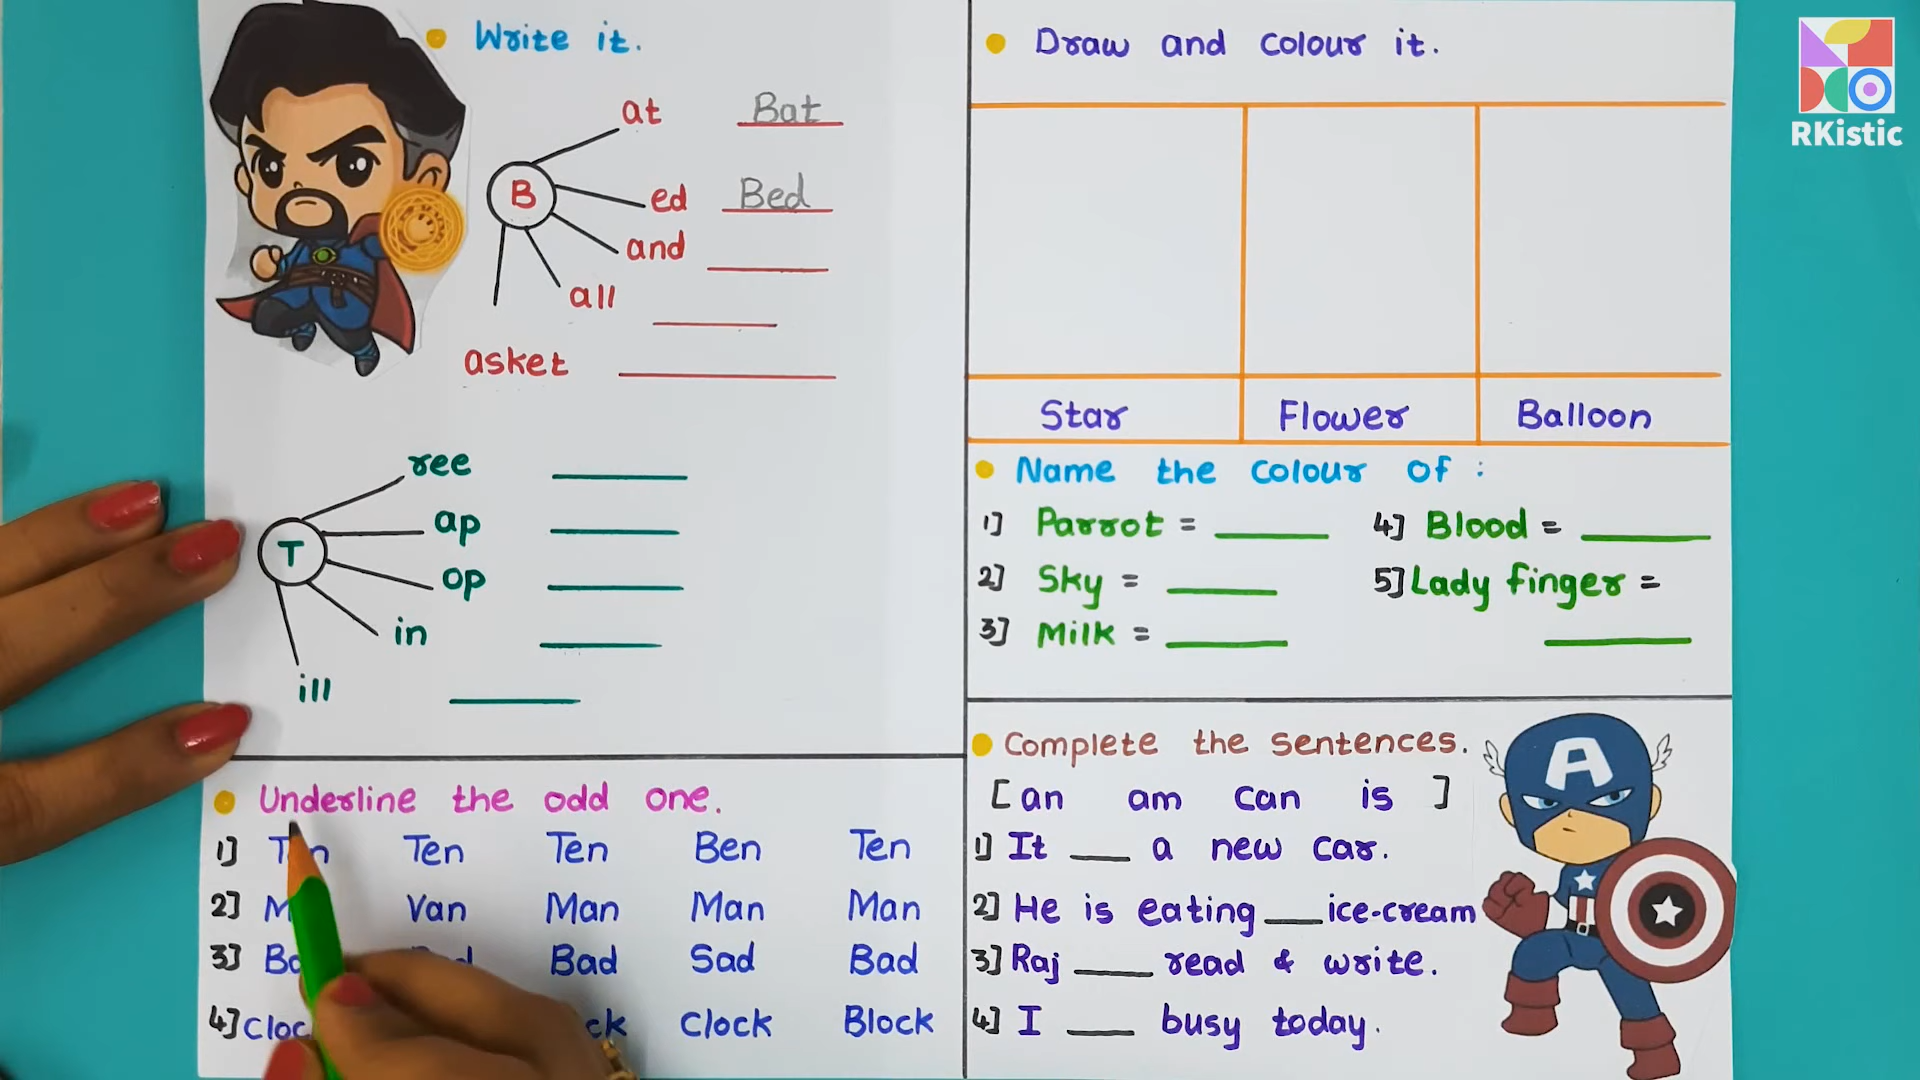 Write it.
at Bat
B
ed Bed
and
all
asket
ree
ap
T
op
in
ill
Underline the odd one.
1] Ten Ten Ben Ten
2] Van Man Man Man
3] Bad Sad Bad
4] Clock Block
Draw and colour it.
Star Flower Balloon
Name the colour of :
1] Parrot = 4] Blood =
2] Sky = 5] Lady finger =
3] Milk =
Complete the sentences.
[an am can is ]
1] It ___ a new car.
2] He is eating ___ ice-cream
3] Raj ____ read & write.
4] I ___ busy today.
A
RKistic